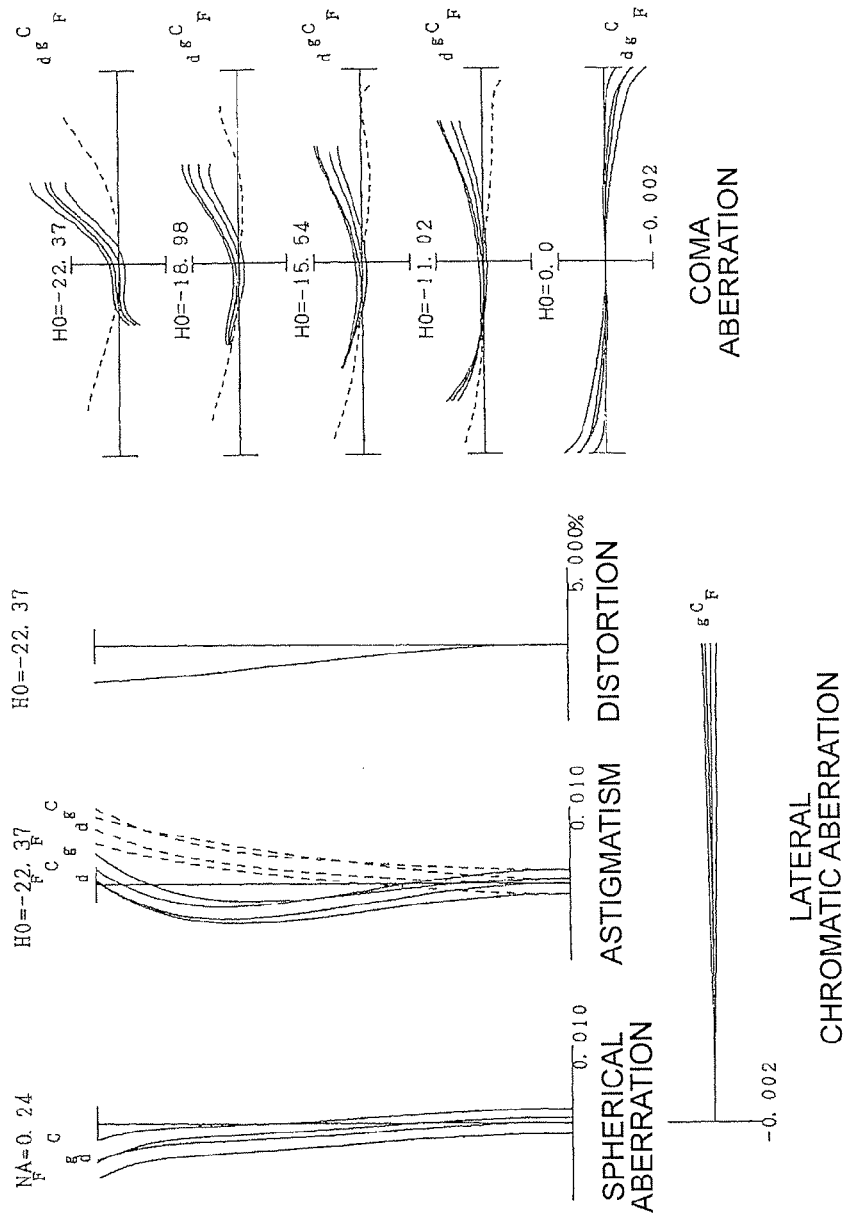 NA=0.24
F
g
d
C
0.010
SPHERICAL
ABERRATION
H0=-22.37
F
C
d
F
g
d
C
g
0.010
ASTIGMATISM
H0=-22.37
5.000%
DISTORTION
H0=-22.37
d g C F
H0=-18.98
d g C F
H0=-15.54
d g C F
H0=-11.02
d g C F
H0=0.0
d g C F
-0.002
COMA
ABERRATION
g C F
-0.002
LATERAL
CHROMATIC ABERRATION